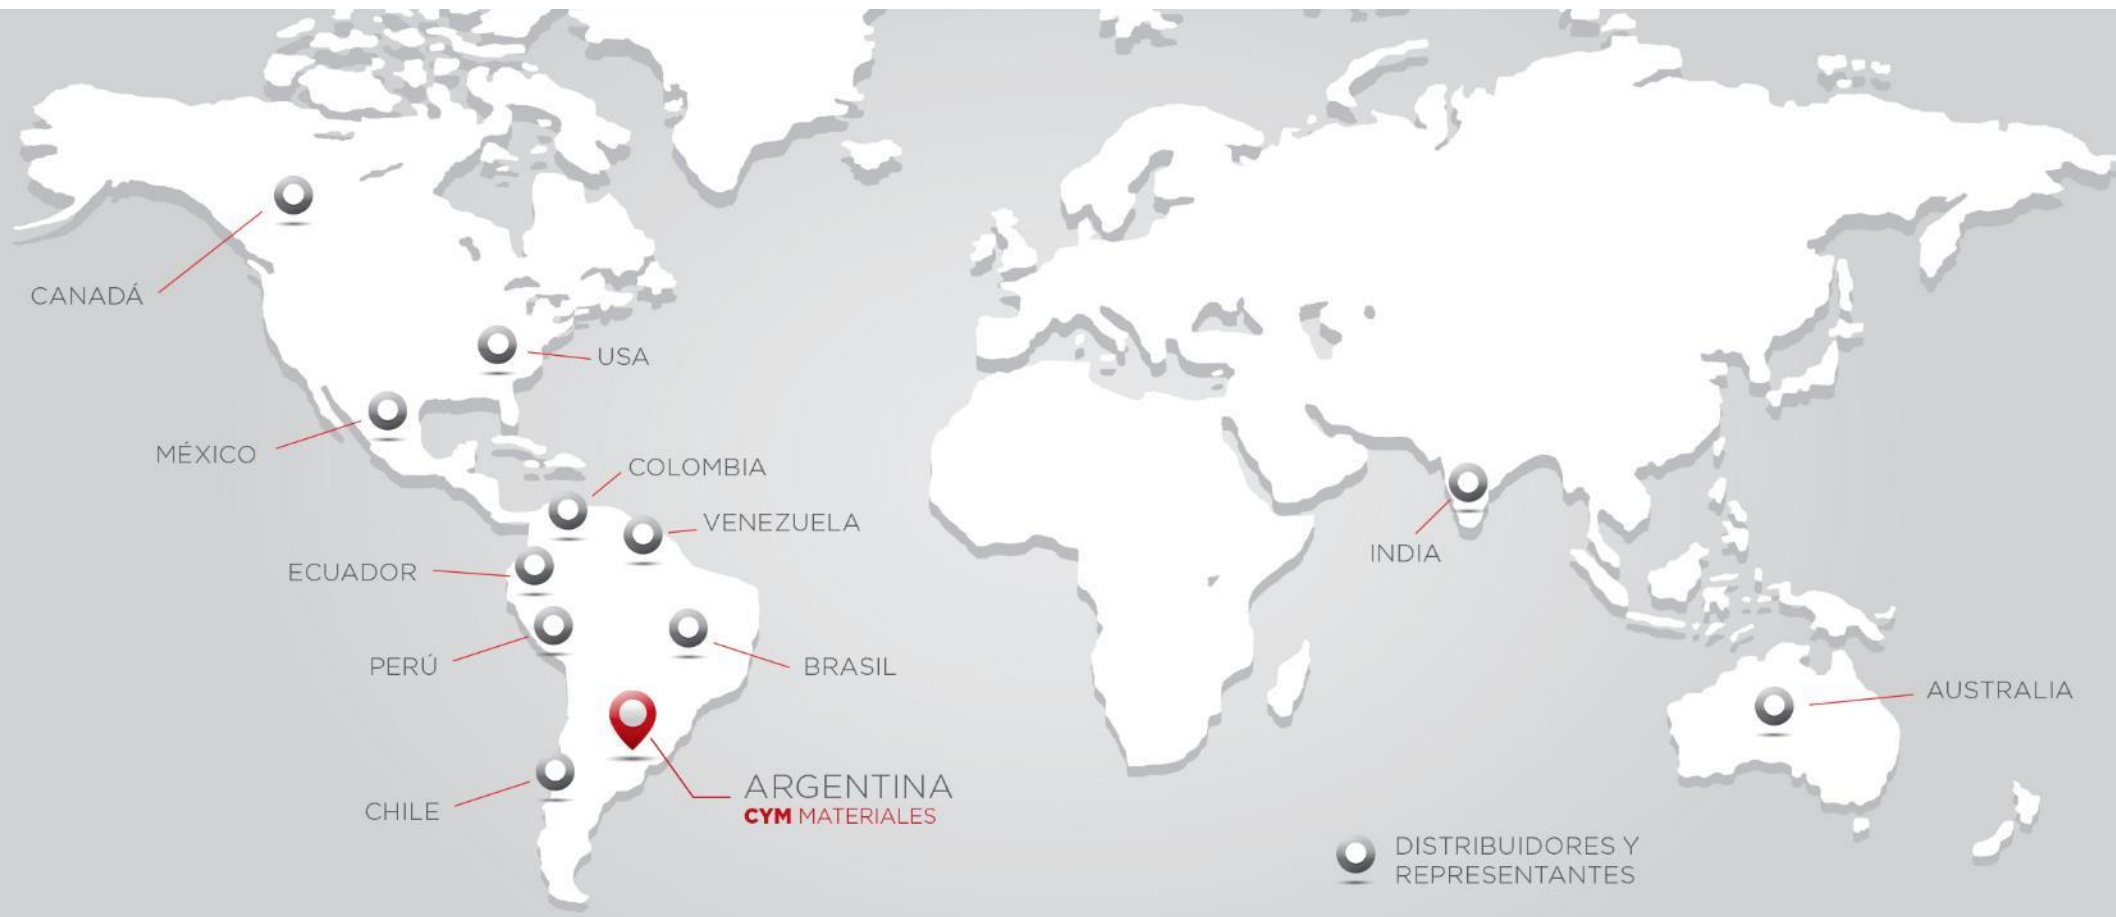 CANADÁ
USA
MÉXICO
COLOMBIA
VENEZUELA
ECUADOR
INDIA
PERÚ
BRASIL
AUSTRALIA
ARGENTINA
CYM MATERIALES
CHILE
DISTRIBUIDORES Y
REPRESENTANTES